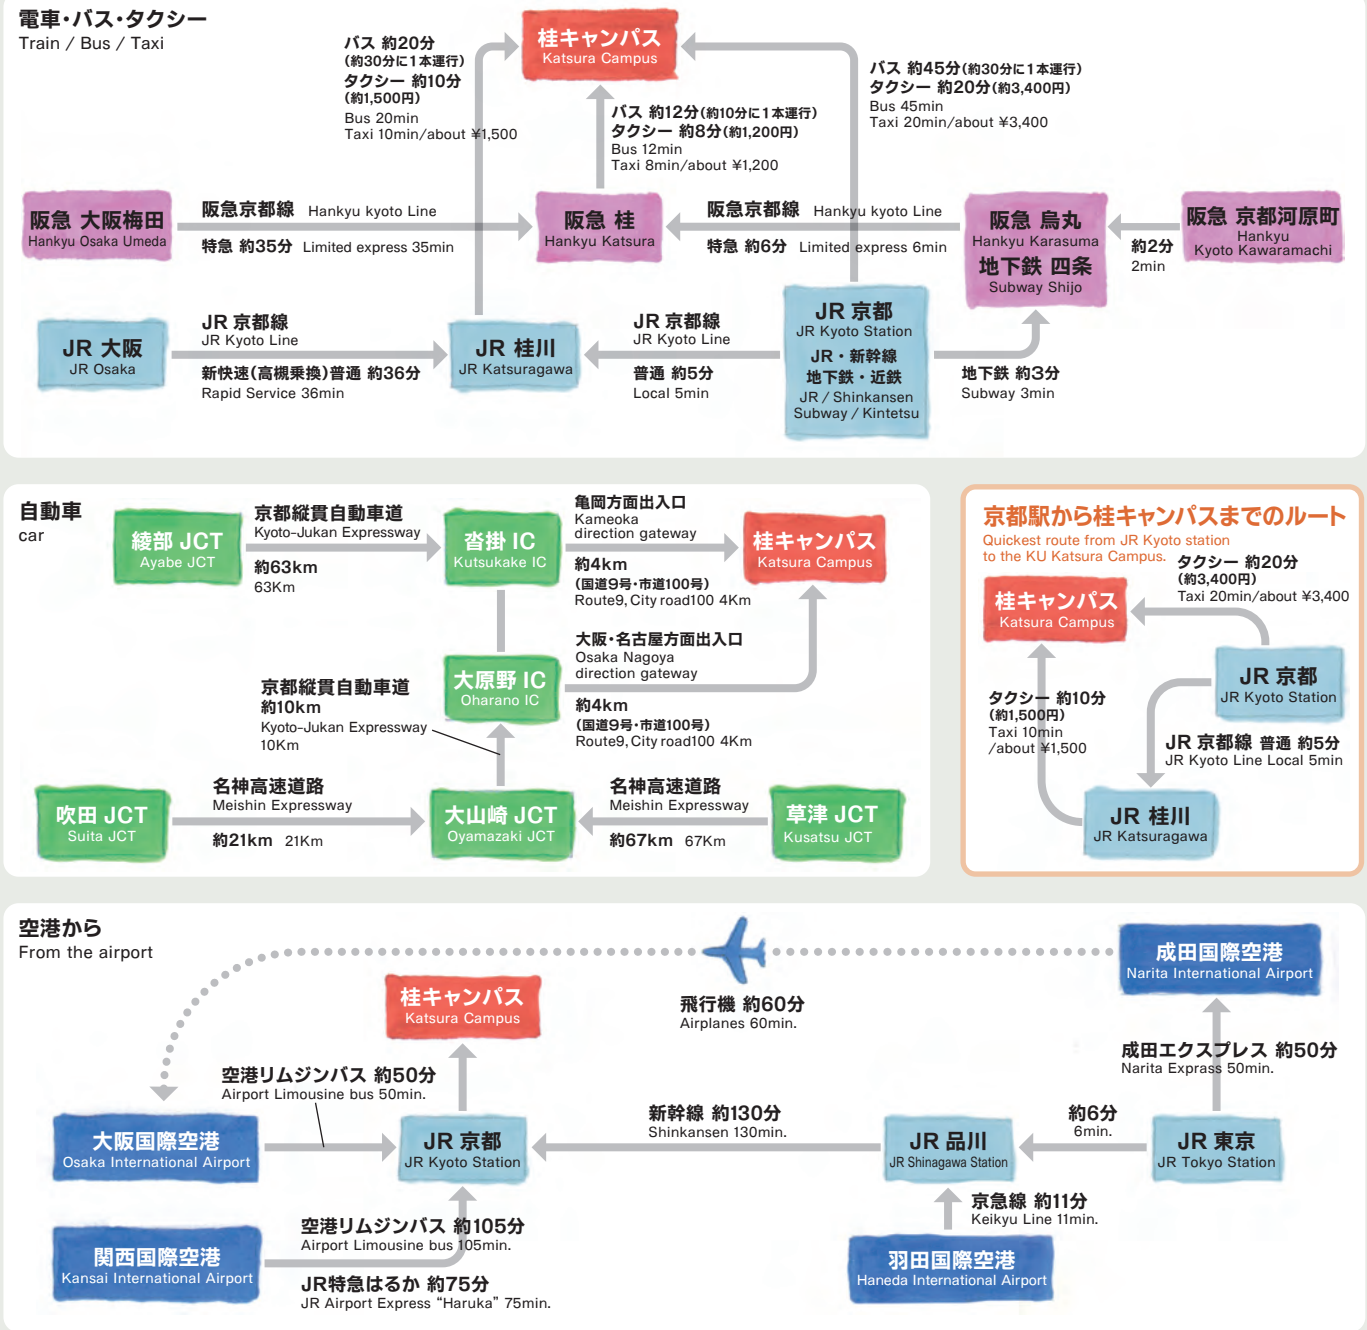 電車・バス・タクシー
Train / Bus / Taxi
バス 約20分
(約30分に1本運行)
タクシー 約10分
(約1,500円)
Bus 20min
Taxi 10min/about ¥1,500
桂キャンパス
Katsura Campus
バス 約12分(約10分に1本運行)
タクシー 約8分(約1,200円)
Bus 12min
Taxi 8min/about ¥1,200
バス 約45分(約30分に1本運行)
タクシー 約20分(約3,400円)
Bus 45min
Taxi 20min/about ¥3,400
阪急 大阪梅田
Hankyu Osaka Umeda
阪急京都線 Hankyu kyoto Line
特急 約35分 Limited express 35min
阪急 桂
Hankyu Katsura
阪急京都線 Hankyu kyoto Line
特急 約6分 Limited express 6min
阪急 烏丸
Hankyu Karasuma
地下鉄 四条
Subway Shijo
約2分
2min
阪急 京都河原町
Hankyu
Kyoto Kawaramachi
JR 大阪
JR Osaka
JR 京都線
JR Kyoto Line
新快速(高槻乗換)普通 約36分
Rapid Service 36min
JR 桂川
JR Katsuragawa
JR 京都線
JR Kyoto Line
普通 約5分
Local 5min
JR 京都
JR Kyoto Station
JR・新幹線
地下鉄・近鉄
JR / Shinkansen
Subway / Kintetsu
地下鉄 約3分
Subway 3min
自動車
car
綾部 JCT
Ayabe JCT
京都縦貫自動車道
Kyoto-Jukan Expressway
約63km
63Km
沓掛 IC
Kutsukake IC
亀岡方面出入口
Kameoka
direction gateway
約4km
(国道9号・市道100号)
Route9, City road100 4Km
桂キャンパス
Katsura Campus
大原野 IC
Oharano IC
大阪・名古屋方面出入口
Osaka Nagoya
direction gateway
約4km
(国道9号・市道100号)
Route9, City road100 4Km
京都縦貫自動車道
約10km
Kyoto-Jukan Expressway
10Km
吹田 JCT
Suita JCT
名神高速道路
Meishin Expressway
約21km 21Km
大山崎 JCT
Oyamazaki JCT
名神高速道路
Meishin Expressway
約67km 67Km
草津 JCT
Kusatsu JCT
京都駅から桂キャンパスまでのルート
Quickest route from JR Kyoto station
to the KU Katsura Campus.
タクシー 約20分
(約3,400円)
Taxi 20min/about ¥3,400
桂キャンパス
Katsura Campus
JR 京都
JR Kyoto Station
タクシー 約10分
(約1,500円)
Taxi 10min
/about ¥1,500
JR 京都線 普通 約5分
JR Kyoto Line Local 5min
JR 桂川
JR Katsuragawa
空港から
From the airport
成田国際空港
Narita International Airport
飛行機 約60分
Airplanes 60min.
桂キャンパス
Katsura Campus
成田エクスプレス 約50分
Narita Exprass 50min.
空港リムジンバス 約50分
Airport Limousine bus 50min.
大阪国際空港
Osaka International Airport
JR 京都
JR Kyoto Station
新幹線 約130分
Shinkansen 130min.
JR 品川
JR Shinagawa Station
約6分
6min.
JR 東京
JR Tokyo Station
関西国際空港
Kansai International Airport
空港リムジンバス 約105分
Airport Limousine bus 105min.
JR特急はるか 約75分
JR Airport Express “Haruka” 75min.
京急線 約11分
Keikyu Line 11min.
羽田国際空港
Haneda International Airport